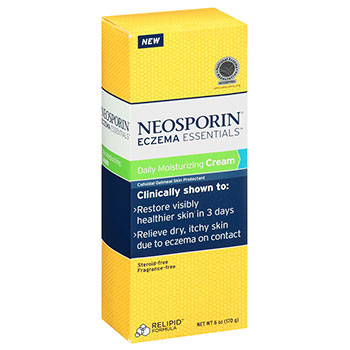 NEW
NEOSPORIN®
ECZEMA ESSENTIALS™
Daily Moisturizing Cream
Colloidal Oatmeal Skin Protectant
Clinically shown to:
›Restore visibly
healthier skin in 3 days
›Relieve dry, itchy skin
due to eczema on contact
Steroid-free
Fragrance-free
RELIPID™
FORMULA
NET WT 6 oz (170 g)